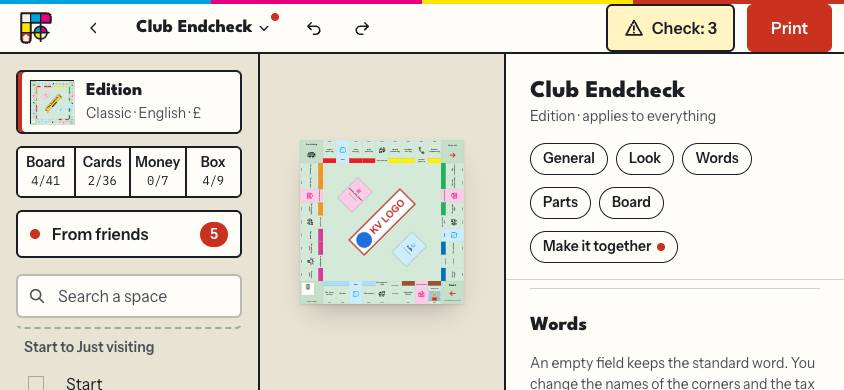 Club Endcheck
Check: 3
Print
Edition
Classic · English · £
Board
4/41
Cards
2/36
Money
0/7
Box
4/9
From friends
5
Search a space
Start to Just visiting
Start
KV LOGO
Club Endcheck
Edition · applies to everything
General
Look
Words
Parts
Board
Make it together
Words
An empty field keeps the standard word. You
change the names of the corners and the tax